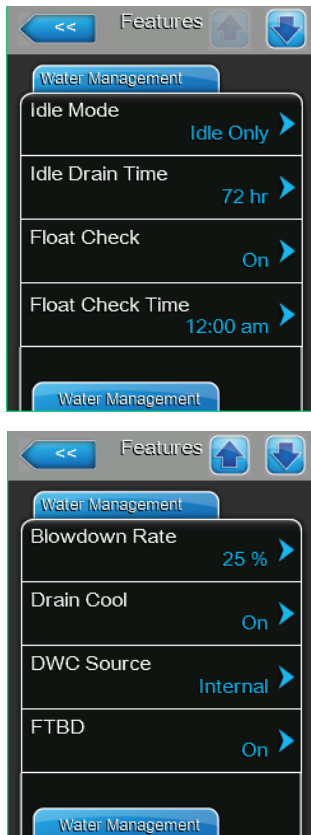 << Features
Water Management
Idle Mode
Idle Only
Idle Drain Time
72 hr
Float Check
On
Float Check Time
12:00 am
Water Management
<< Features
Water Management
Blowdown Rate
25 %
Drain Cool
On
DWC Source
Internal
FTBD
On
Water Management